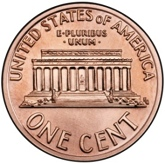 UNITED STATES OF AMERICA
E·PLURIBUS
UNUM
ONE CENT